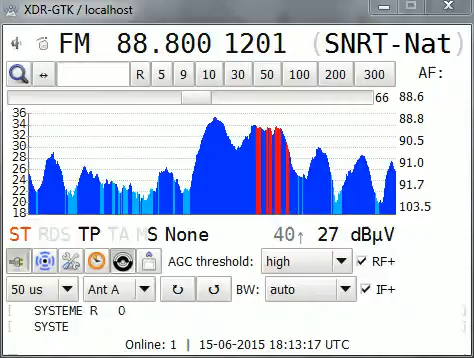 XDR-GTK / localhost
FM 88.800 1201 (SNRT-Nat)
↔ R 5 9 10 30 50 100 200 300 AF:
66 88.6
36 88.8
34
32
30 90.5
28
26 91.0
24
22 91.7
20
18 103.5
ST RDS TP TA MS None 40↑ 27 dBµV
AGC threshold: high RF+
50 us Ant A ↻ ↻ BW: auto IF+
[ SYSTEME R O ]
[ SYSTE ]
Online: 1 | 15-06-2015 18:13:17 UTC